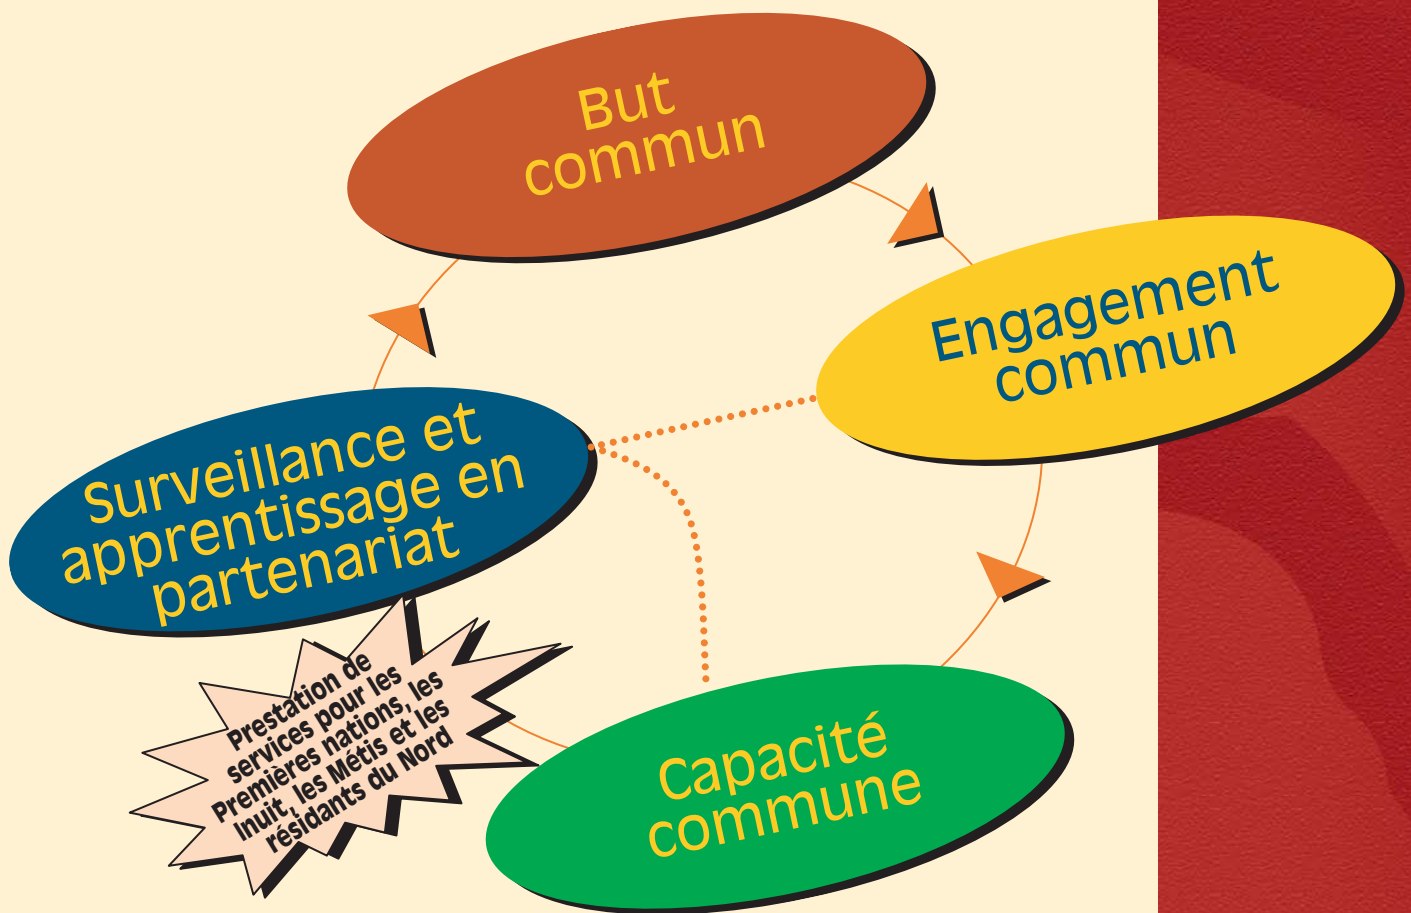 But
commun
Engagement
commun
Surveillance et
apprentissage en
partenariat
Prestation de
services pour les
Premières nations, les
Inuit, les Métis et les
résidants du Nord
Capacité
commune